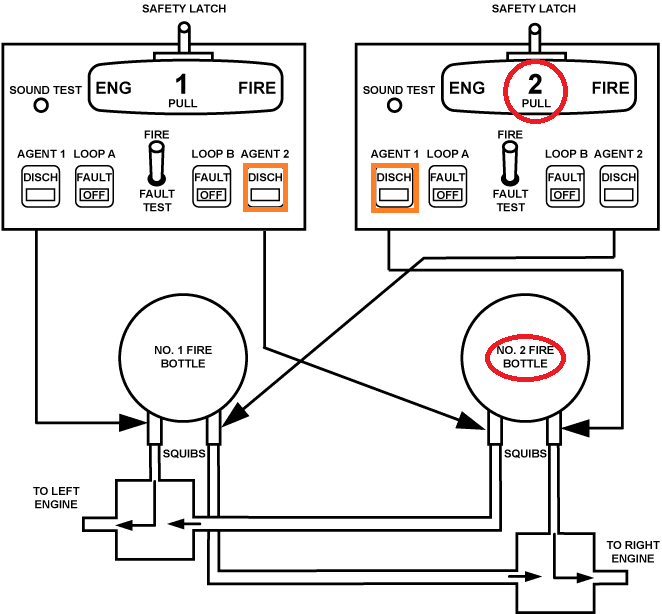 SAFETY LATCH
ENG 1 FIRE
PULL
SOUND TEST
FIRE
AGENT 1 LOOP A LOOP B AGENT 2
DISCH FAULT FAULT DISCH
OFF OFF
FAULT
TEST
SAFETY LATCH
ENG 2 FIRE
PULL
SOUND TEST
FIRE
AGENT 1 LOOP A LOOP B AGENT 2
DISCH FAULT FAULT DISCH
OFF OFF
FAULT
TEST
NO. 1 FIRE
BOTTLE
NO. 2 FIRE
BOTTLE
SQUIBS
SQUIBS
TO LEFT
ENGINE
TO RIGHT
ENGINE